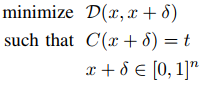 minimize 𝒟(x, x + δ)
such that C(x + δ) = t
x + δ ∈ [0, 1]ⁿ